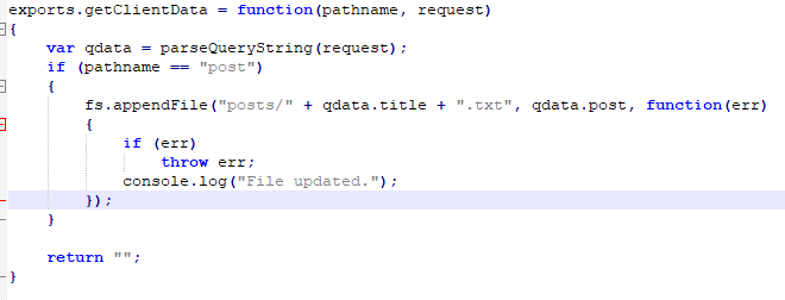 exports.getClientData = function(pathname, request)
{
var qdata = parseQueryString(request);
if (pathname == "post")
{
fs.appendFile("posts/" + qdata.title + ".txt", qdata.post, function(err)
{
if (err)
throw err;
console.log("File updated.");
});
}
return "";
}